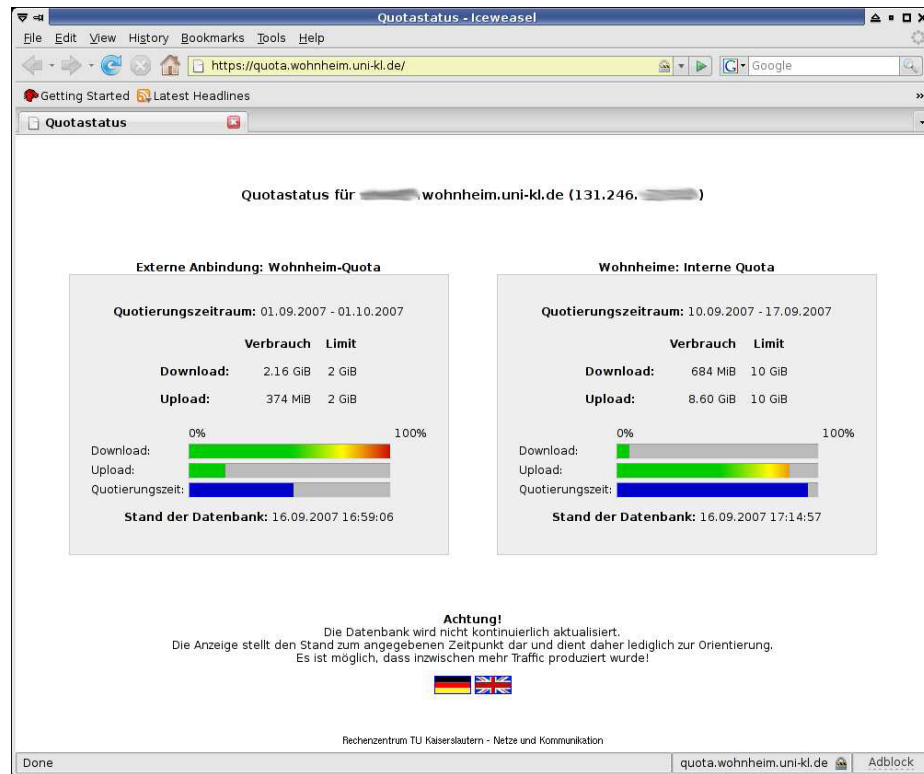 Quotastatus - Iceweasel
File Edit View History Bookmarks Tools Help
https://quota.wohnheim.uni-kl.de/
G Google
Getting Started Latest Headlines »
Quotastatus
Quotastatus für wohnheim.uni-kl.de (131.246. )
Externe Anbindung: Wohnheim-Quota
Quotierungszeitraum: 01.09.2007 - 01.10.2007
Verbrauch Limit
Download: 2.16 GiB 2 GiB
Upload: 374 MiB 2 GiB
0% 100%
Download:
Upload:
Quotierungszeit:
Stand der Datenbank: 16.09.2007 16:59:06
Wohnheime: Interne Quota
Quotierungszeitraum: 10.09.2007 - 17.09.2007
Verbrauch Limit
Download: 684 MiB 10 GiB
Upload: 8.60 GiB 10 GiB
0% 100%
Download:
Upload:
Quotierungszeit:
Stand der Datenbank: 16.09.2007 17:14:57
Achtung!
Die Datenbank wird nicht kontinuierlich aktualisiert.
Die Anzeige stellt den Stand zum angegebenen Zeitpunkt dar und dient daher lediglich zur Orientierung.
Es ist möglich, dass inzwischen mehr Traffic produziert wurde!
Rechenzentrum TU Kaiserslautern - Netze und Kommunikation
Done quota.wohnheim.uni-kl.de Adblock